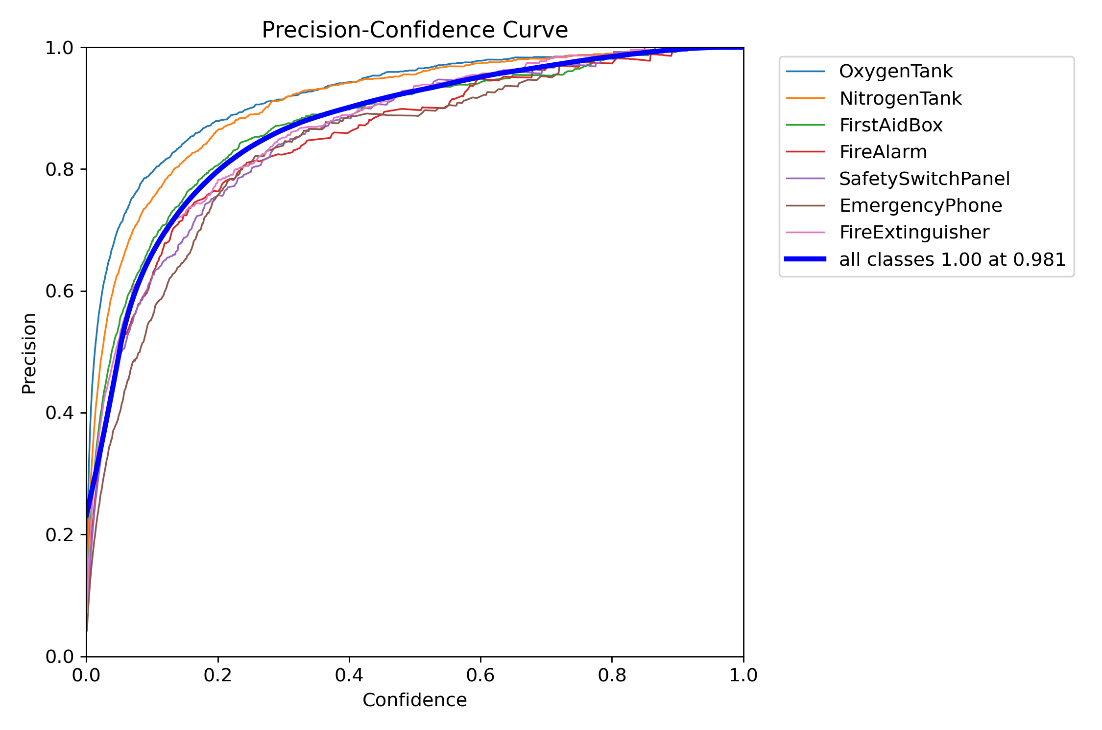 Precision-Confidence Curve
1.0
0.8
0.6
0.4
0.2
0.0
Precision
0.0 0.2 0.4 0.6 0.8 1.0
Confidence
OxygenTank
NitrogenTank
FirstAidBox
FireAlarm
SafetySwitchPanel
EmergencyPhone
FireExtinguisher
all classes 1.00 at 0.981